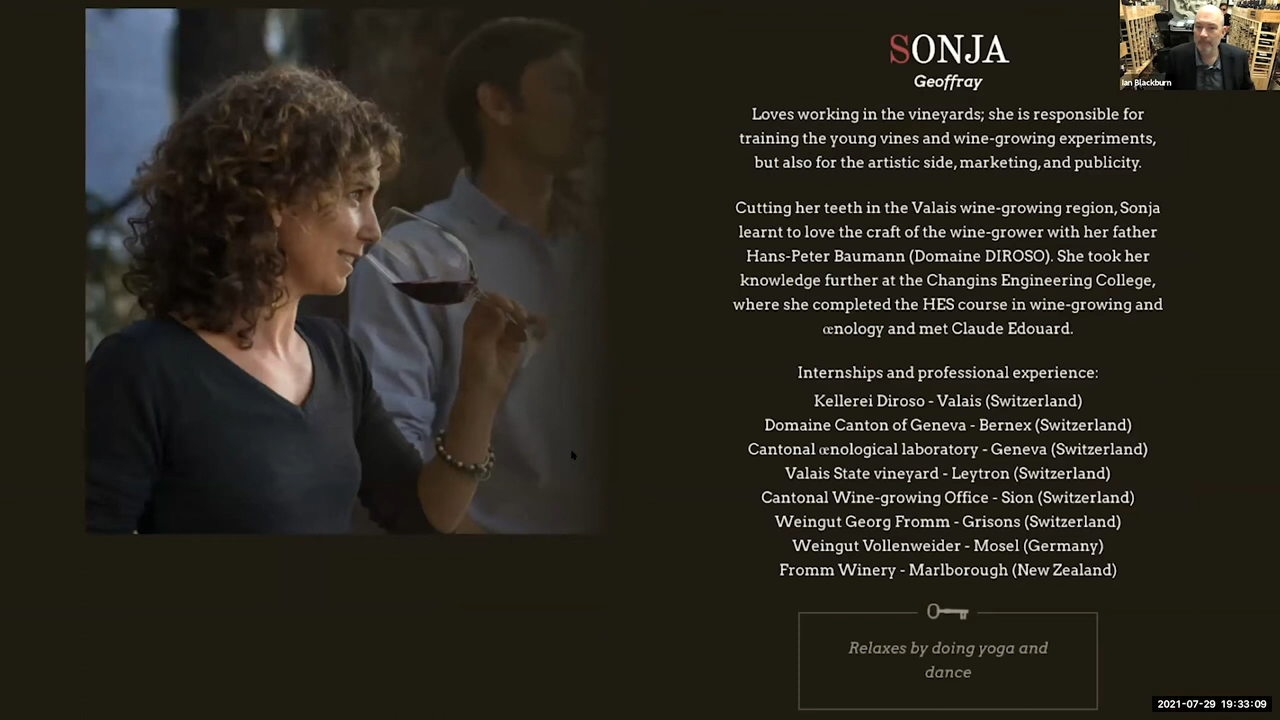 SONJA
Geoffray
Loves working in the vineyards; she is responsible for
training the young vines and wine-growing experiments,
but also for the artistic side, marketing, and publicity.
Cutting her teeth in the Valais wine-growing region, Sonja
learnt to love the craft of the wine-grower with her father
Hans-Peter Baumann (Domaine DIROSO). She took her
knowledge further at the Changins Engineering College,
where she completed the HES course in wine-growing and
œnology and met Claude Edouard.
Internships and professional experience:
Kellerei Diroso - Valais (Switzerland)
Domaine Canton of Geneva - Bernex (Switzerland)
Cantonal œnological laboratory - Geneva (Switzerland)
Valais State vineyard - Leytron (Switzerland)
Cantonal Wine-growing Office - Sion (Switzerland)
Weingut Georg Fromm - Grisons (Switzerland)
Weingut Vollenweider - Mosel (Germany)
Fromm Winery - Marlborough (New Zealand)
Relaxes by doing yoga and
dance
Ian Blackburn
2021-07-29 19:33:09